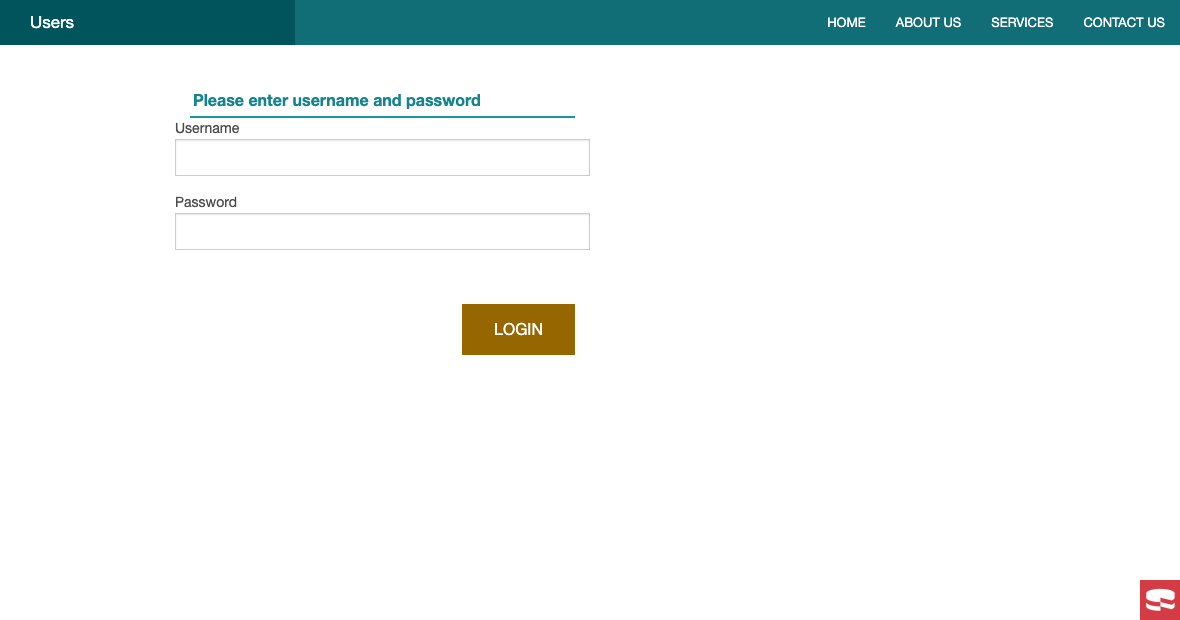 Users
HOME ABOUT US SERVICES CONTACT US
Please enter username and password
Username
Password
LOGIN